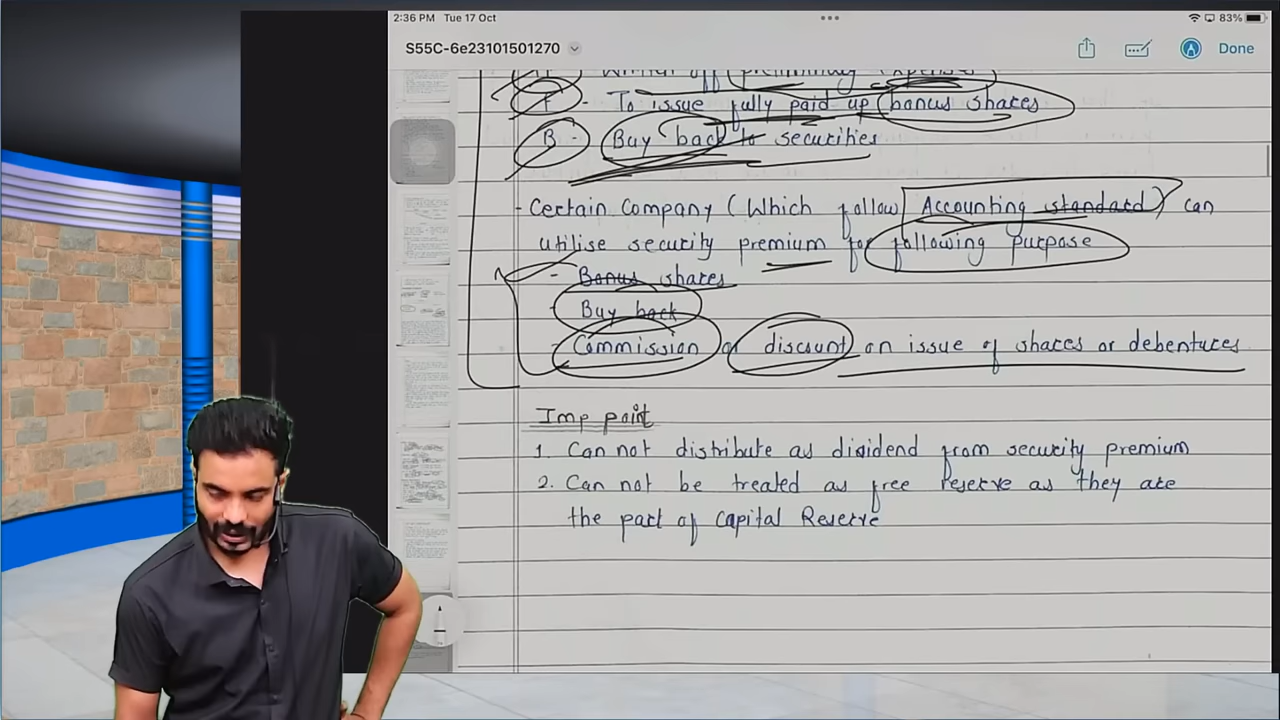 2:36 PM Tue 17 Oct
83%
S55C-6e23101501270
Done
preliminary expenses
F - To issue fully paid up bonus shares
B - Buy back to securities
- Certain Company (Which follow Accounting standard) can
utilise security premium for following purpose
- Bonus shares
- Buy back
- Commission or discount on issue of shares or debentures
Imp point
1. Can not distribute as dividend from security premium
2. Can not be treated as free reserve as they are
the part of Capital Reserve